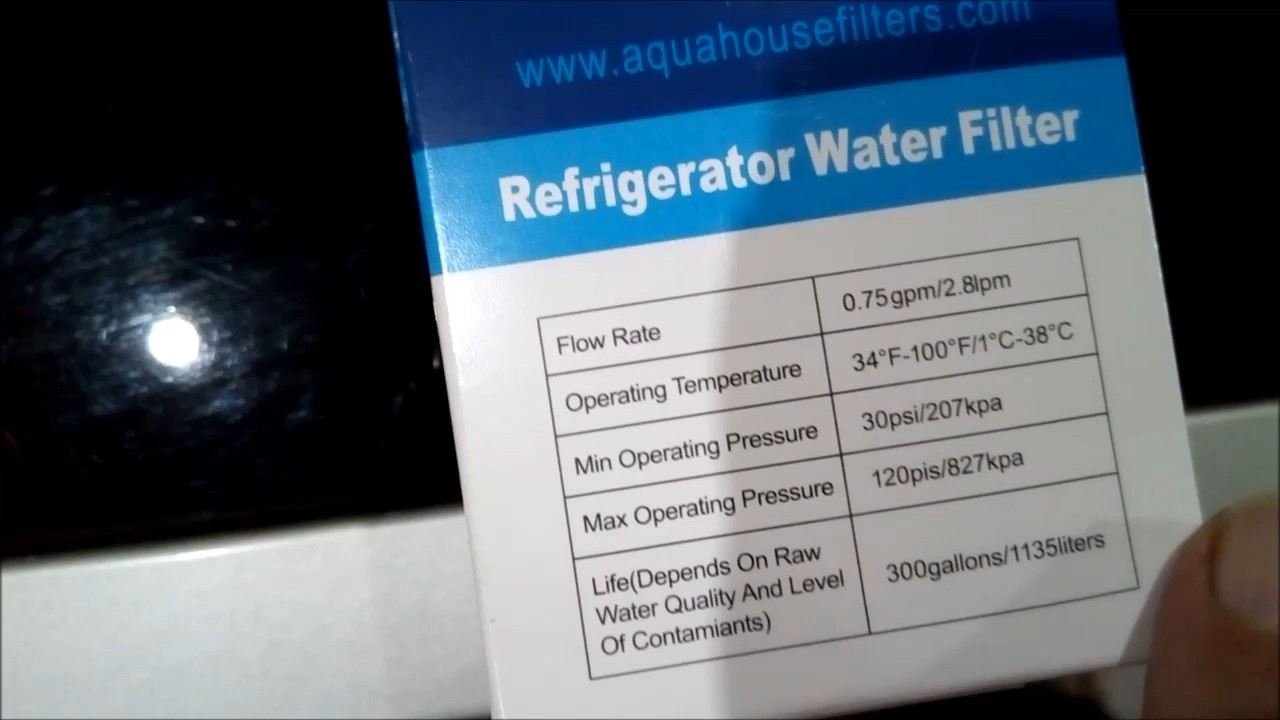 www.aquahousefilters.com
Refrigerator Water Filter
Flow Rate 0.75gpm/2.8lpm
Operating Temperature 34°F-100°F/1°C-38°C
Min Operating Pressure 30psi/207kpa
Max Operating Pressure 120pis/827kpa
Life(Depends On Raw
Water Quality And Level
Of Contamiants)
300gallons/1135liters